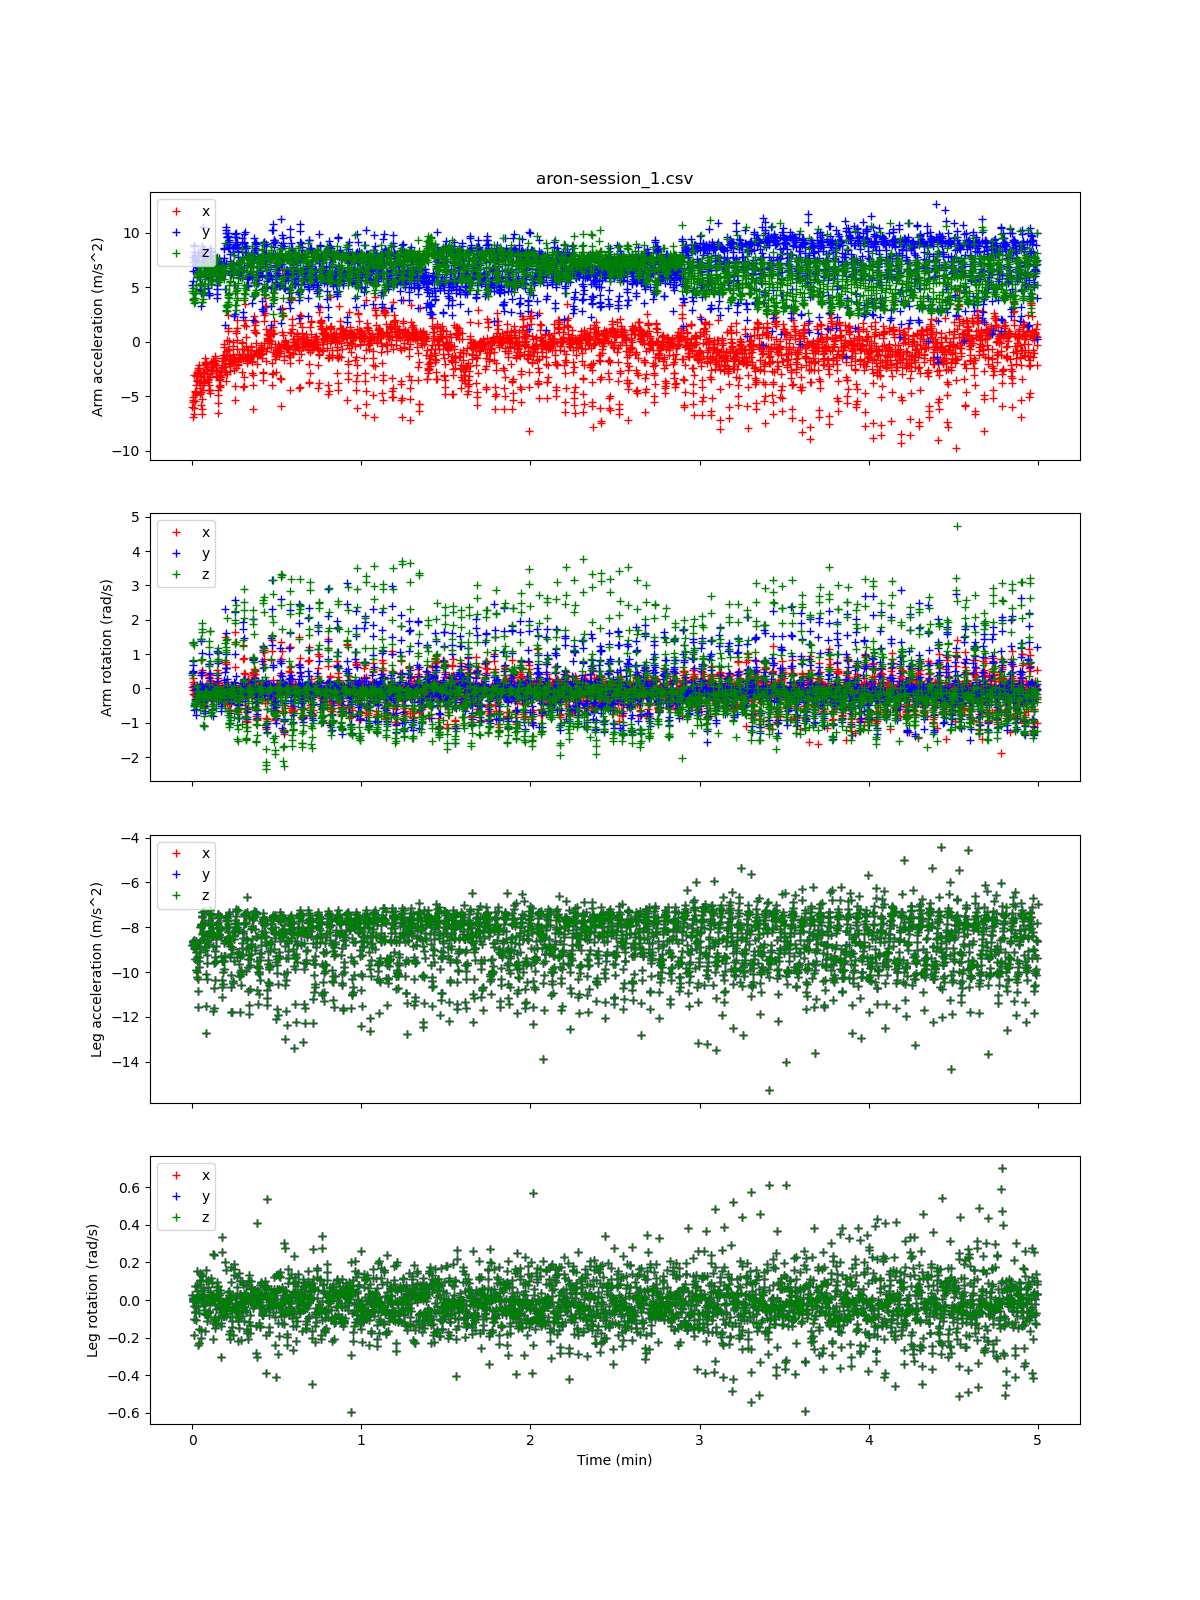 aron-session_1.csv
x
y
z
10
5
0
−5
−10
Arm acceleration (m/s^2)
x
y
z
5
4
3
2
1
0
−1
−2
Arm rotation (rad/s)
x
y
z
−4
−6
−8
−10
−12
−14
Leg acceleration (m/s^2)
x
y
z
0.6
0.4
0.2
0.0
−0.2
−0.4
−0.6
Leg rotation (rad/s)
0 1 2 3 4 5
Time (min)